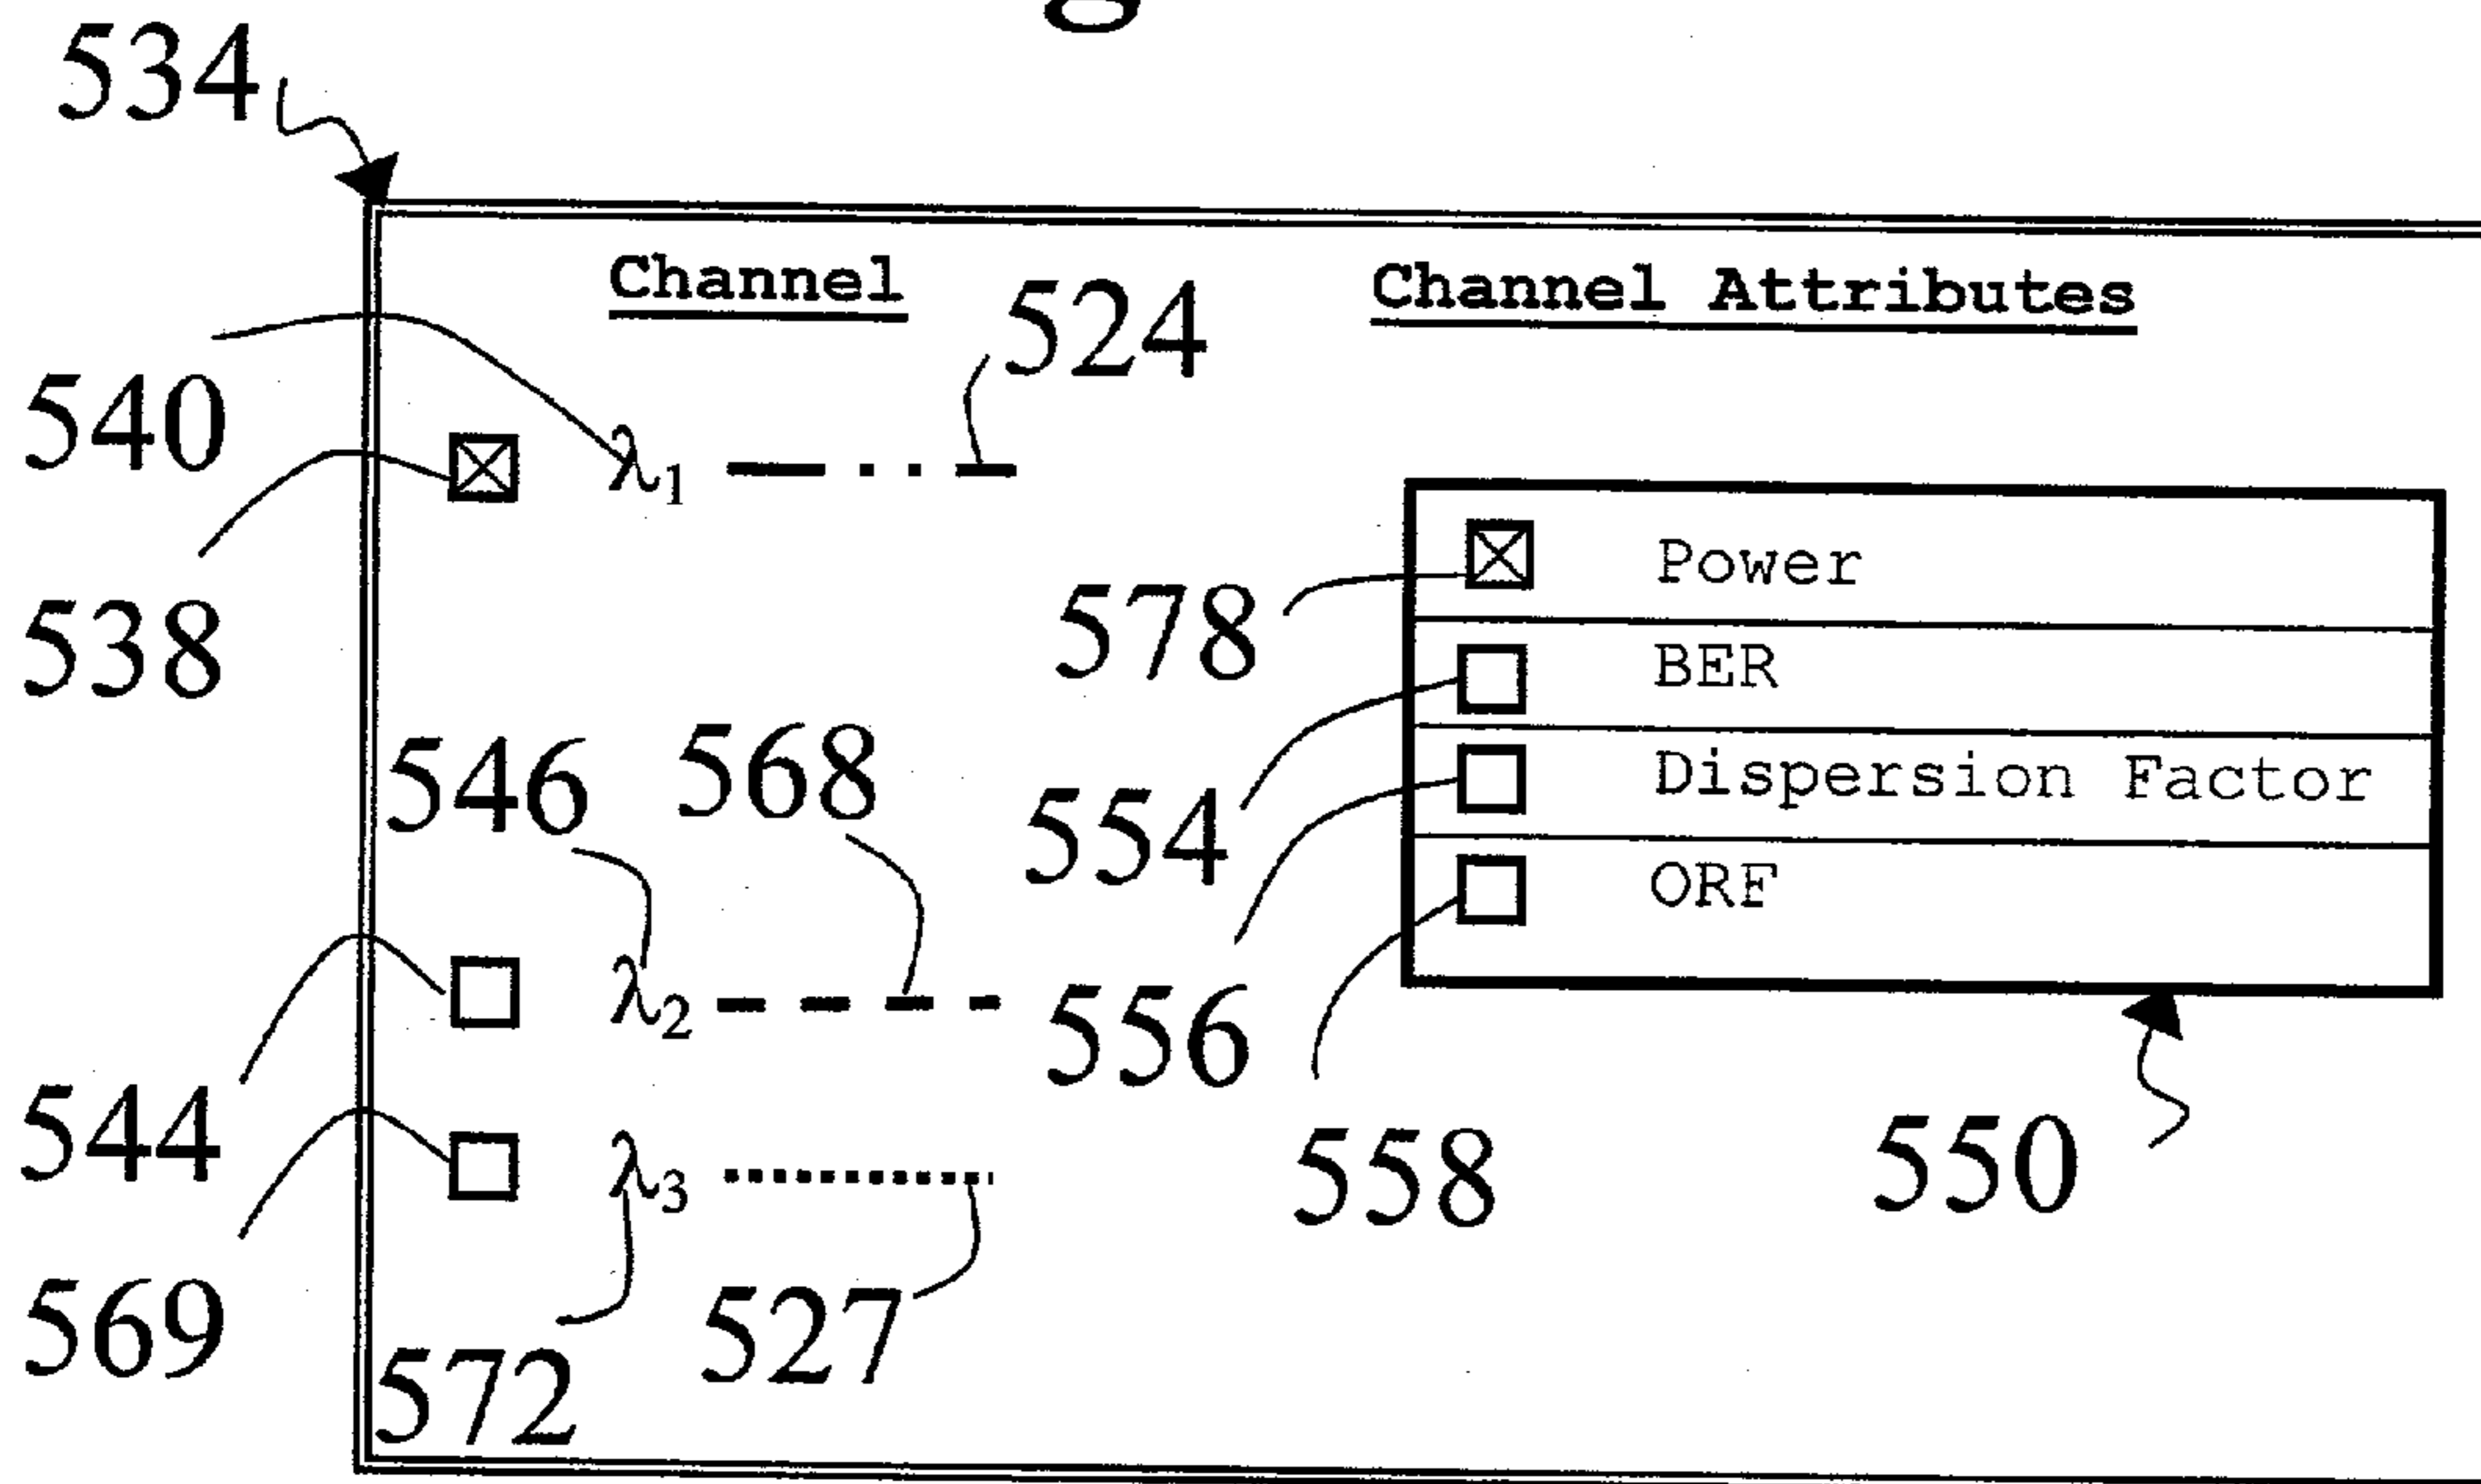 534
Channel
Channel Attributes
524
540
λ1
538
578
Power
BER
546
568
554
Dispersion Factor
ORF
λ2
556
544
λ3
558
550
569
527
572